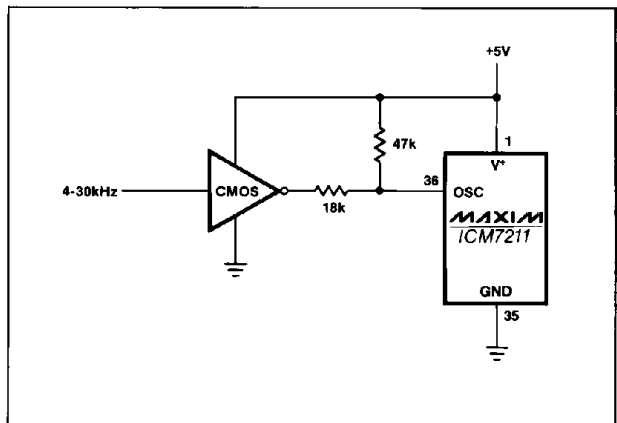 +5V
47k
1
V+
4-30kHz
CMOS
18k
36
OSC
MAXIM
ICM7211
GND
35